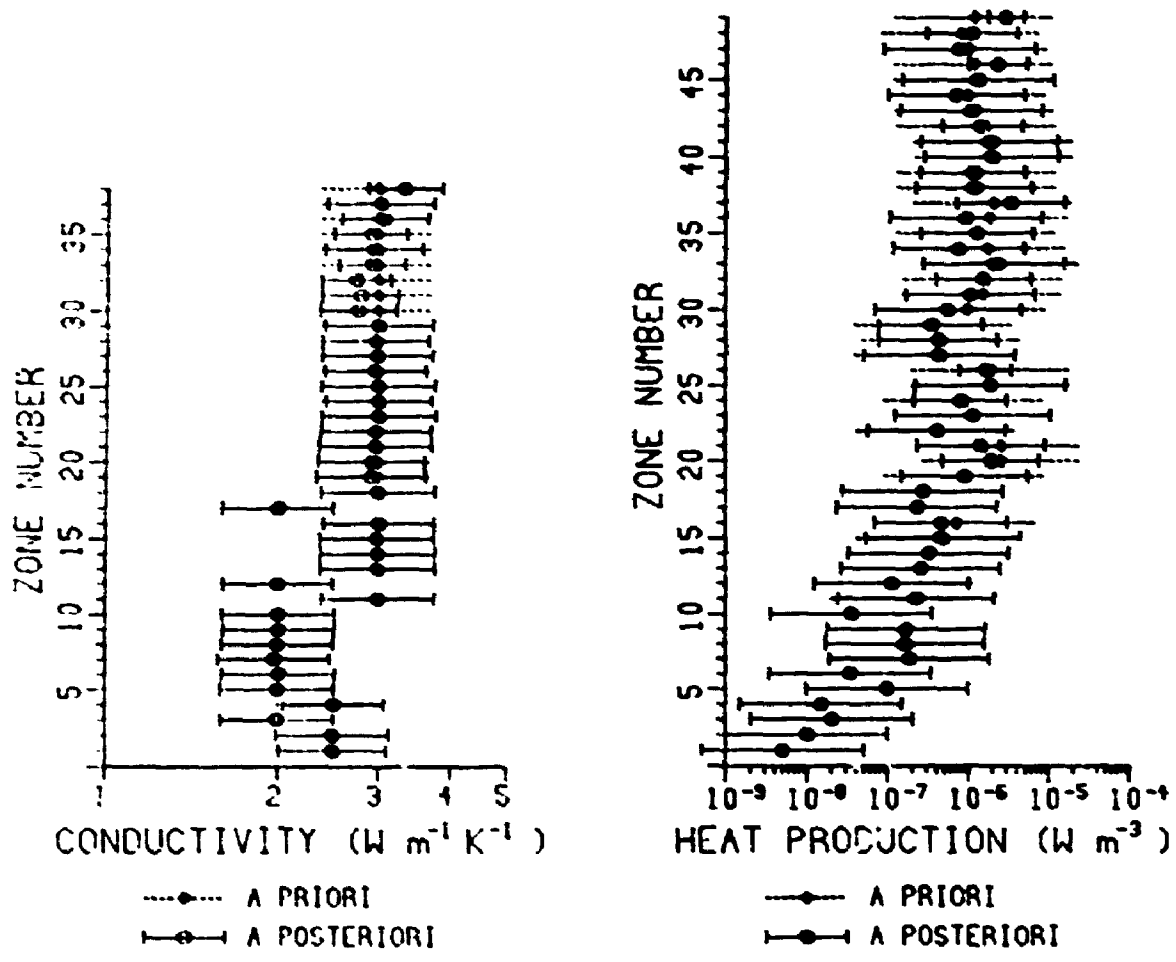 ZONE NUMBER
35
30
25
20
15
10
5
1
2
3
4
5
CONDUCTIVITY (W m⁻¹ K⁻¹ )
A PRIORI
A POSTERIORI
ZONE NUMBER
45
40
35
30
25
20
15
10
5
10⁻⁹ 10⁻⁸ 10⁻⁷ 10⁻⁶ 10⁻⁵ 10⁻⁴
HEAT PRODUCTION (W m⁻³ )
A PRIORI
A POSTERIORI